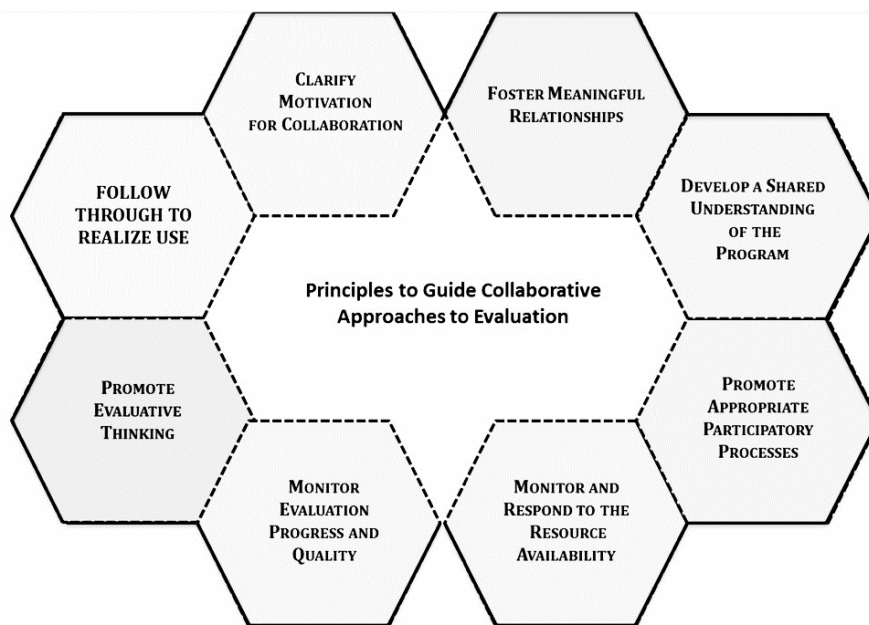 CLARIFY
MOTIVATION
FOR COLLABORATION
FOSTER MEANINGFUL
RELATIONSHIPS
DEVELOP A SHARED
UNDERSTANDING
OF THE
PROGRAM
PROMOTE
APPROPRIATE
PARTICIPATORY
PROCESSES
MONITOR AND
RESPOND TO THE
RESOURCE
AVAILABILITY
MONITOR
EVALUATION
PROGRESS AND
QUALITY
PROMOTE
EVALUATIVE
THINKING
FOLLOW
THROUGH TO
REALIZE USE
Principles to Guide Collaborative
Approaches to Evaluation